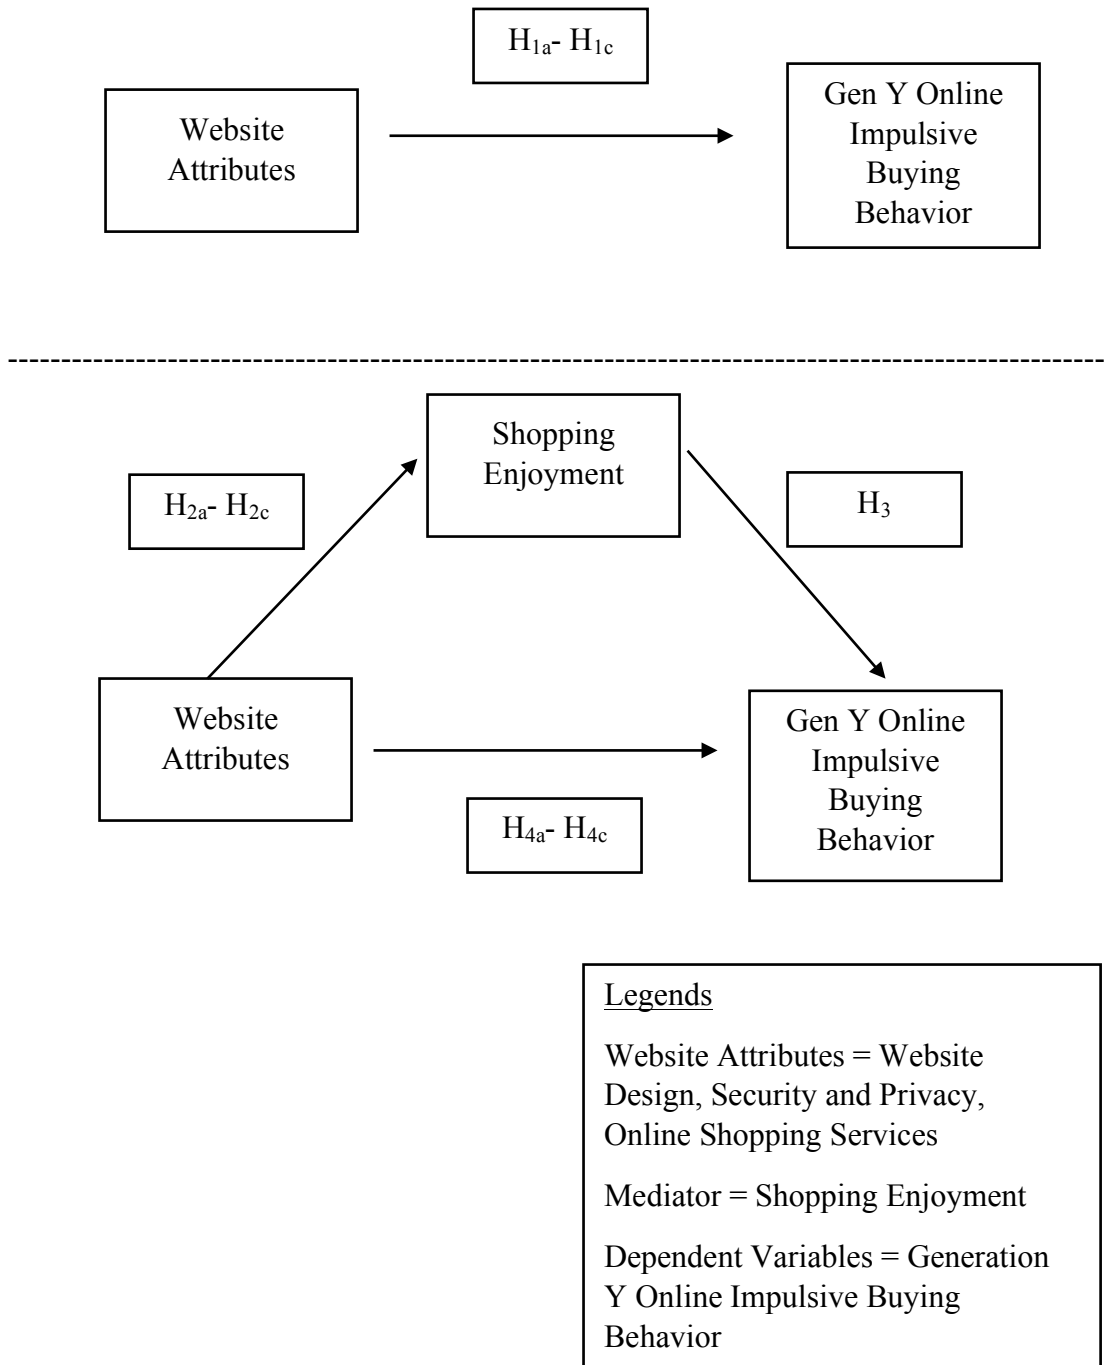 H1a- H1c
Website
Attributes
Gen Y Online
Impulsive
Buying
Behavior
Shopping
Enjoyment
H2a- H2c
H3
Website
Attributes
Gen Y Online
Impulsive
Buying
Behavior
H4a- H4c
Legends
Website Attributes = Website
Design, Security and Privacy,
Online Shopping Services
Mediator = Shopping Enjoyment
Dependent Variables = Generation
Y Online Impulsive Buying
Behavior